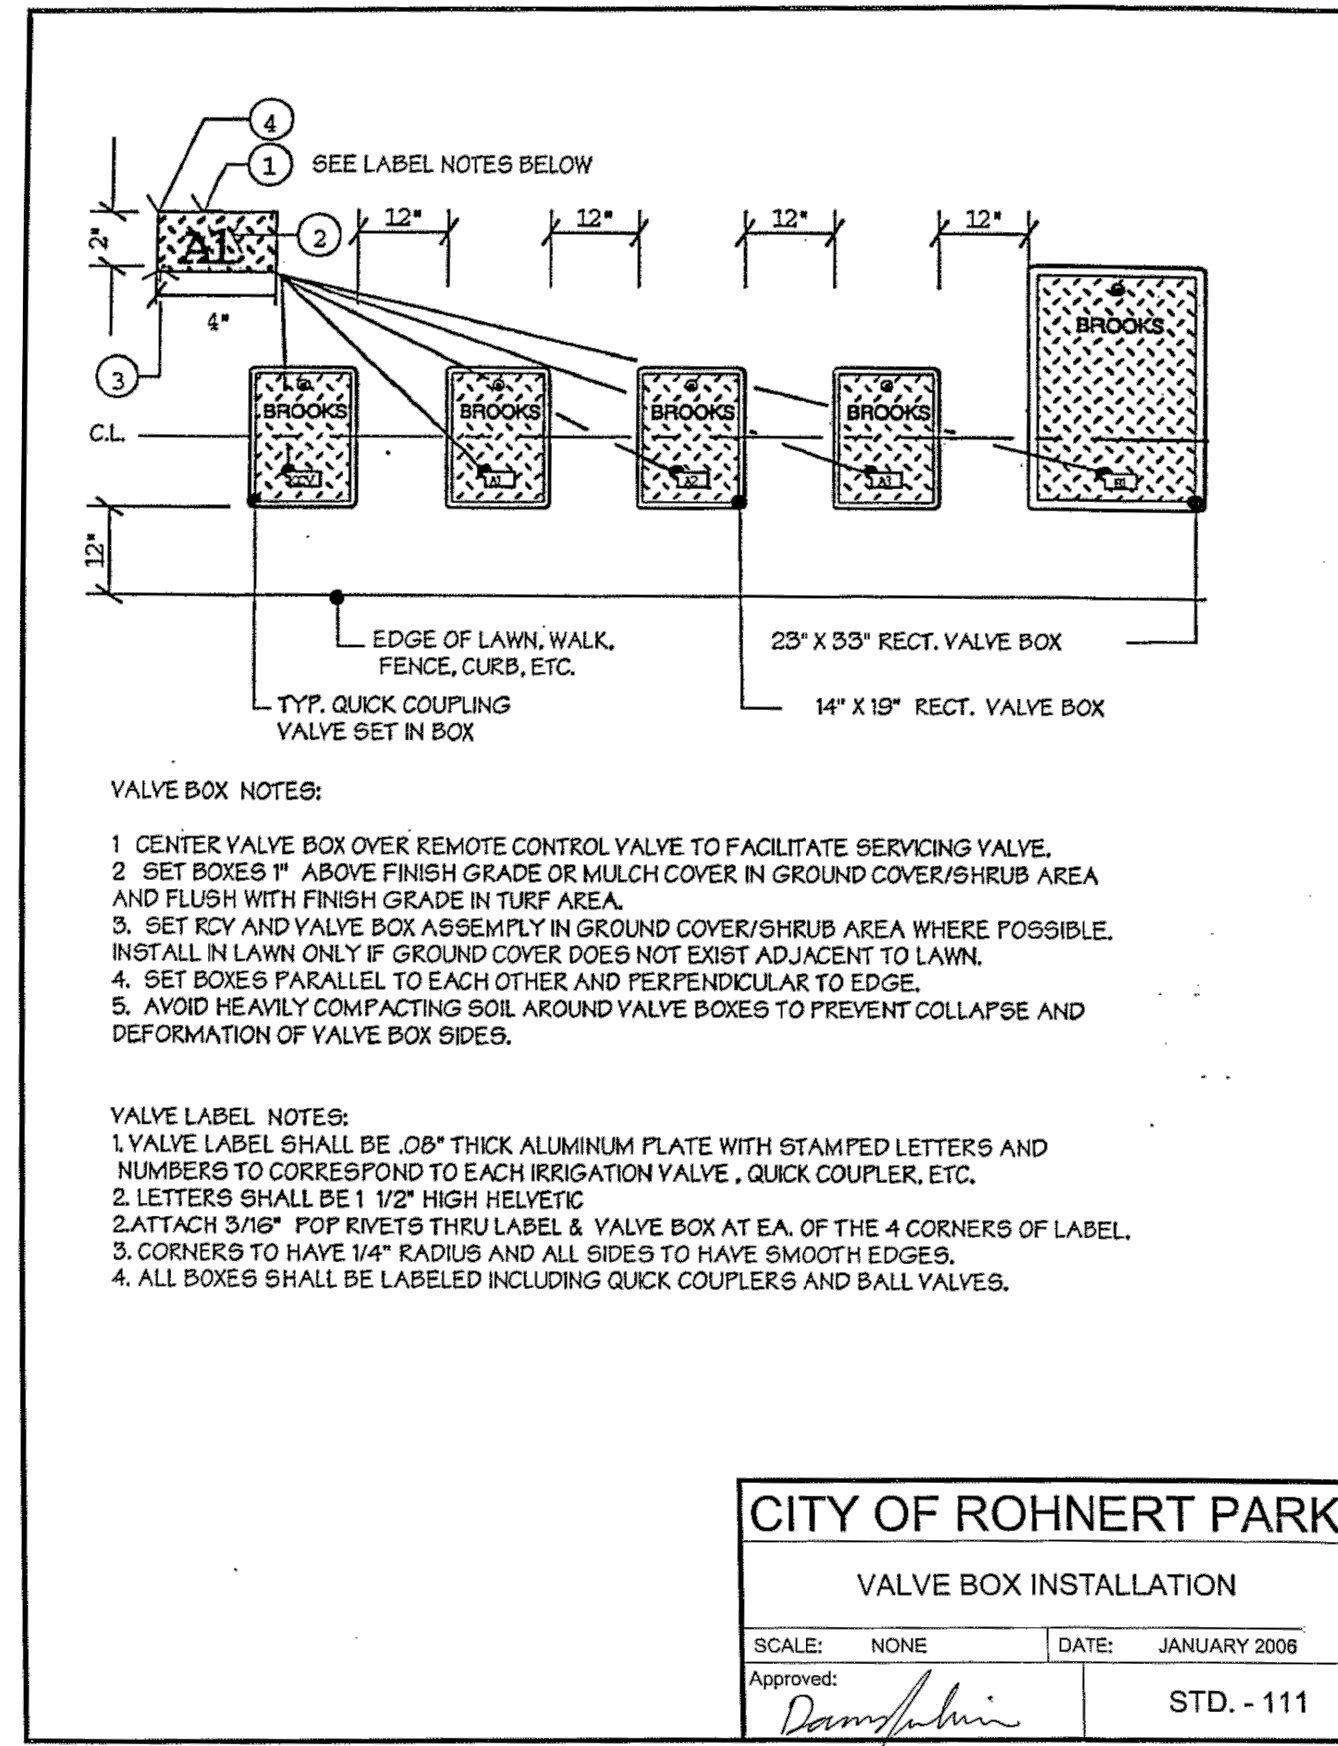 4
1 SEE LABEL NOTES BELOW
2"
A1
2
12" 12" 12" 12"
4"
3
BROOKS
BROOKS BROOKS BROOKS BROOKS
C.L.
A1 A2 A3 B1
12"
EDGE OF LAWN, WALK,
FENCE, CURB, ETC.
23" X 33" RECT. VALVE BOX
TYP. QUICK COUPLING
VALVE SET IN BOX
14" X 19" RECT. VALVE BOX
VALVE BOX NOTES:
1 CENTER VALVE BOX OVER REMOTE CONTROL VALVE TO FACILITATE SERVICING VALVE.
2 SET BOXES 1" ABOVE FINISH GRADE OR MULCH COVER IN GROUND COVER/SHRUB AREA
AND FLUSH WITH FINISH GRADE IN TURF AREA.
3. SET RCV AND VALVE BOX ASSEMPLY IN GROUND COVER/SHRUB AREA WHERE POSSIBLE.
INSTALL IN LAWN ONLY IF GROUND COVER DOES NOT EXIST ADJACENT TO LAWN.
4. SET BOXES PARALLEL TO EACH OTHER AND PERPENDICULAR TO EDGE.
5. AVOID HEAVILY COMPACTING SOIL AROUND VALVE BOXES TO PREVENT COLLAPSE AND
DEFORMATION OF VALVE BOX SIDES.
VALVE LABEL NOTES:
1. VALVE LABEL SHALL BE .08" THICK ALUMINUM PLATE WITH STAMPED LETTERS AND
NUMBERS TO CORRESPOND TO EACH IRRIGATION VALVE , QUICK COUPLER, ETC.
2. LETTERS SHALL BE 1 1/2" HIGH HELVETIC
2.ATTACH 3/16" POP RIVETS THRU LABEL & VALVE BOX AT EA. OF THE 4 CORNERS OF LABEL.
3. CORNERS TO HAVE 1/4" RADIUS AND ALL SIDES TO HAVE SMOOTH EDGES.
4. ALL BOXES SHALL BE LABELED INCLUDING QUICK COUPLERS AND BALL VALVES.
CITY OF ROHNERT PARK
VALVE BOX INSTALLATION
SCALE: NONE DATE: JANUARY 2006
Approved:
STD. - 111